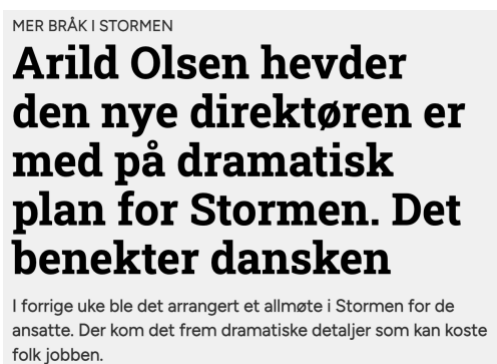 MER BRÅK I STORMEN
Arild Olsen hevder
den nye direktøren er
med på dramatisk
plan for Stormen. Det
benekter dansken
I forrige uke ble det arrangert et allmøte i Stormen for de
ansatte. Der kom det frem dramatiske detaljer som kan koste
folk jobben.